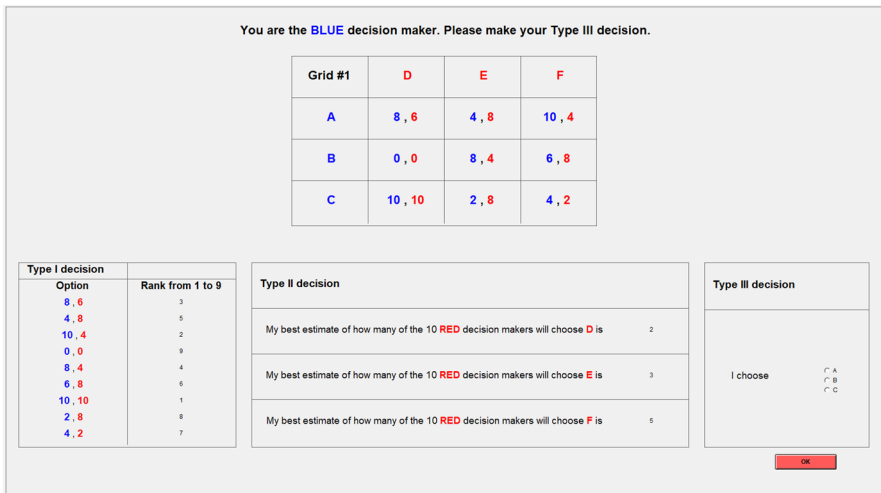 You are the BLUE decision maker. Please make your Type III decision.
Grid #1 D E F
A 8 , 6 4 , 8 10 , 4
B 0 , 0 8 , 4 6 , 8
C 10 , 10 2 , 8 4 , 2
Type I decision
Option Rank from 1 to 9
8 , 6 3
4 , 8 5
10 , 4 2
0 , 0 9
8 , 4 4
6 , 8 6
10 , 10 1
2 , 8 8
4 , 2 7
Type II decision
My best estimate of how many of the 10 RED decision makers will choose D is 2
My best estimate of how many of the 10 RED decision makers will choose E is 3
My best estimate of how many of the 10 RED decision makers will choose F is 5
Type III decision
I choose
A
B
C
OK